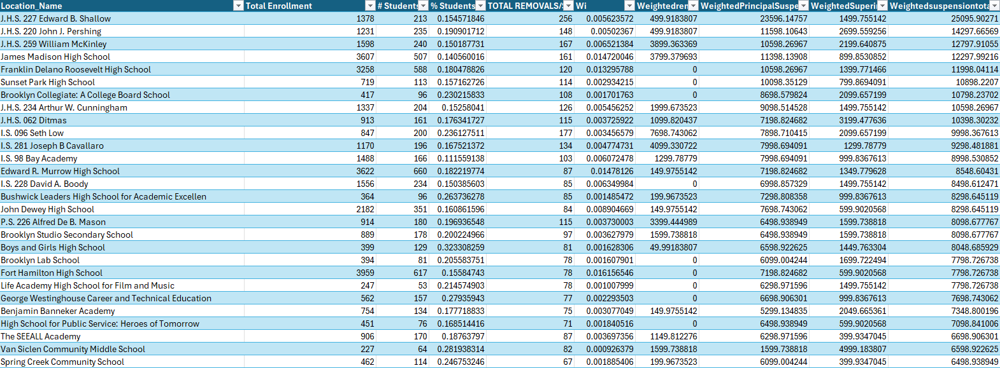 Location_Name Total Enrollment # Students % Students TOTAL REMOVALS/S Wi Weightedren WeightedPrincipalSuspe WeightedSuperi Weightedsuspensiontota
J.H.S. 227 Edward B. Shallow 1378 213 0.154571846 256 0.005623572 499.9183807 23596.14757 1499.755142 25095.90271
J.H.S. 220 John J. Pershing 1231 235 0.190901712 148 0.00502367 499.9183807 11598.10643 2699.559256 14297.66569
J.H.S. 259 William McKinley 1598 240 0.150187731 167 0.006521384 3899.363369 10598.26967 2199.640875 12797.91055
James Madison High School 3607 507 0.140560016 161 0.014720046 3799.379693 11398.13908 899.8530852 12297.99216
Franklin Delano Roosevelt High School 3258 588 0.180478826 120 0.013295788 0 10598.26967 1399.771466 11998.04114
Sunset Park High School 719 113 0.157162726 114 0.002934215 0 10098.35129 799.8694091 10898.2207
Brooklyn Collegiate: A College Board School 417 96 0.230215833 108 0.001701763 0 8698.579824 2099.657199 10798.23702
J.H.S. 234 Arthur W. Cunningham 1337 204 0.15258041 126 0.005456252 1999.673523 9098.514528 1499.755142 10598.26967
J.H.S. 062 Ditmas 913 161 0.176341727 115 0.003725922 1099.820437 7198.824682 3199.477636 10398.30232
I.S. 096 Seth Low 847 200 0.236127511 177 0.003456579 7698.743062 7898.710415 2099.657199 9998.367613
I.S. 281 Joseph B Cavallaro 1170 196 0.167521372 134 0.004774731 4099.330722 7998.694091 1299.78779 9298.481881
I.S. 98 Bay Academy 1488 166 0.111559138 103 0.006072478 1299.78779 7998.694091 999.8367613 8998.530852
Edward R. Murrow High School 3622 660 0.182219774 87 0.01478126 149.9755142 7198.824682 1349.779628 8548.60431
I.S. 228 David A. Boody 1556 234 0.150385603 85 0.006349984 0 6998.857329 1499.755142 8498.612471
Bushwick Leaders High School for Academic Excellen 364 96 0.263736278 85 0.001485472 199.9673523 7298.808358 999.8367613 8298.645119
John Dewey High School 2182 351 0.160861596 84 0.008904669 149.9755142 7698.743062 599.9020568 8298.645119
P.S. 226 Alfred De B. Mason 914 180 0.196936548 115 0.003730003 3399.444989 6498.938949 1599.738818 8098.677767
Brooklyn Studio Secondary School 889 178 0.200224966 97 0.003627979 1599.738818 6498.938949 1599.738818 8098.677767
Boys and Girls High School 399 129 0.323308259 81 0.001628306 49.99183807 6598.922625 1449.763304 8048.685929
Brooklyn Lab School 394 81 0.205583751 78 0.001607901 0 6099.004244 1699.722494 7798.726738
Fort Hamilton High School 3959 617 0.15584743 78 0.016156546 0 7198.824682 599.9020568 7798.726738
Life Academy High School for Film and Music 247 53 0.214574903 78 0.001007999 0 6298.971596 1499.755142 7798.726738
George Westinghouse Career and Technical Education 562 157 0.27935943 77 0.002293503 0 6698.906301 999.8367613 7698.743062
Benjamin Banneker Academy 754 134 0.177718833 75 0.003077049 149.9755142 5299.134835 2049.665361 7348.800196
High School for Public Service: Heroes of Tomorrow 451 76 0.168514416 71 0.001840516 0 6498.938949 599.9020568 7098.841006
The SEEALL Academy 906 170 0.18763797 87 0.003697356 1149.812276 6298.971596 399.9347045 6698.906301
Van Siclen Community Middle School 227 64 0.281938314 82 0.000926379 1599.738818 1599.738818 4999.183807 6598.922625
Spring Creek Community School 462 114 0.246753246 67 0.001885406 199.9673523 6099.004244 399.9347045 6498.938949